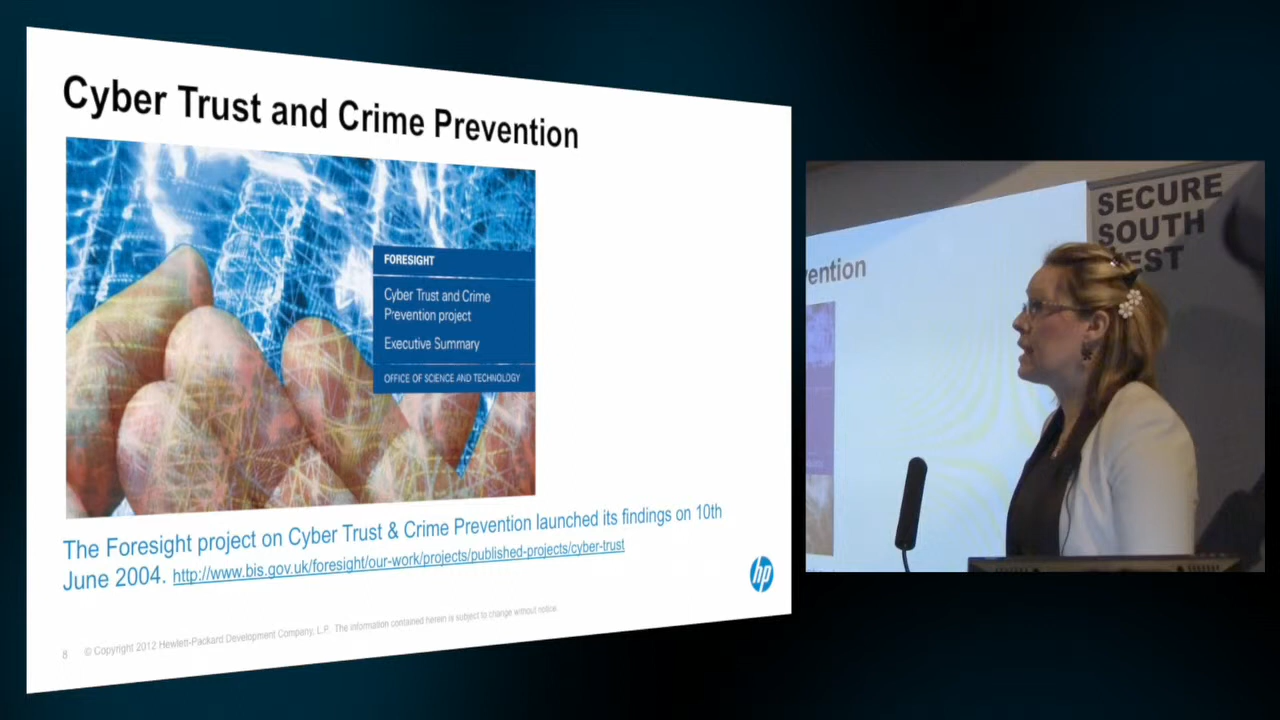 Cyber Trust and Crime Prevention
FORESIGHT
Cyber Trust and Crime
Prevention project
Executive Summary
OFFICE OF SCIENCE AND TECHNOLOGY
The Foresight project on Cyber Trust & Crime Prevention launched its findings on 10th
June 2004. http://www.bis.gov.uk/foresight/our-work/projects/published-projects/cyber-trust
hp
8 © Copyright 2012 Hewlett-Packard Development Company, L.P. The information contained herein is subject to change without notice.
vention
SECURE
SOUTH
EST